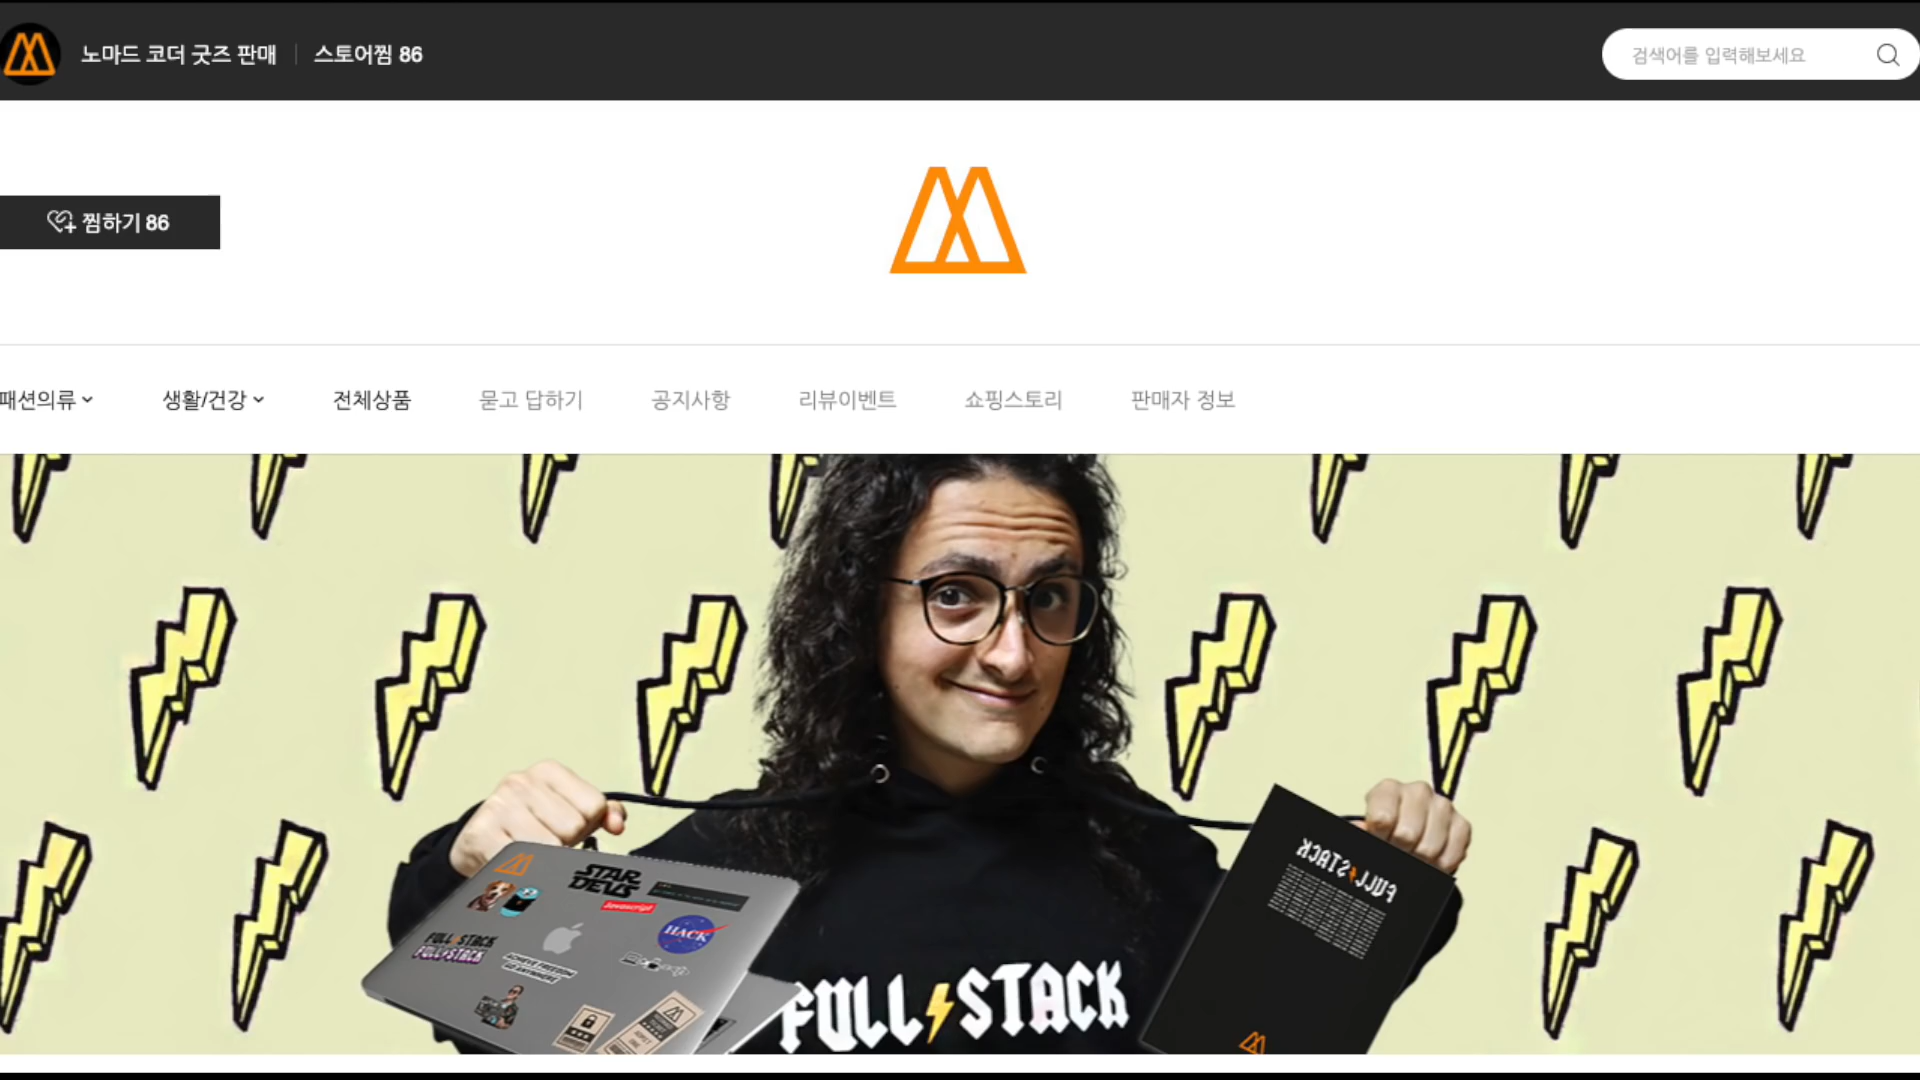 노마드 코더 굿즈 판매 | 스토어찜 86
검색어를 입력해보세요
찜하기 86
패션의류
생활/건강
전체상품
묻고 답하기
공지사항
리뷰이벤트
쇼핑스토리
판매자 정보
STAR
DEVS
Javascript
HACK
FULL STACK
FULL STACK
FULL STACK
FULL STACK